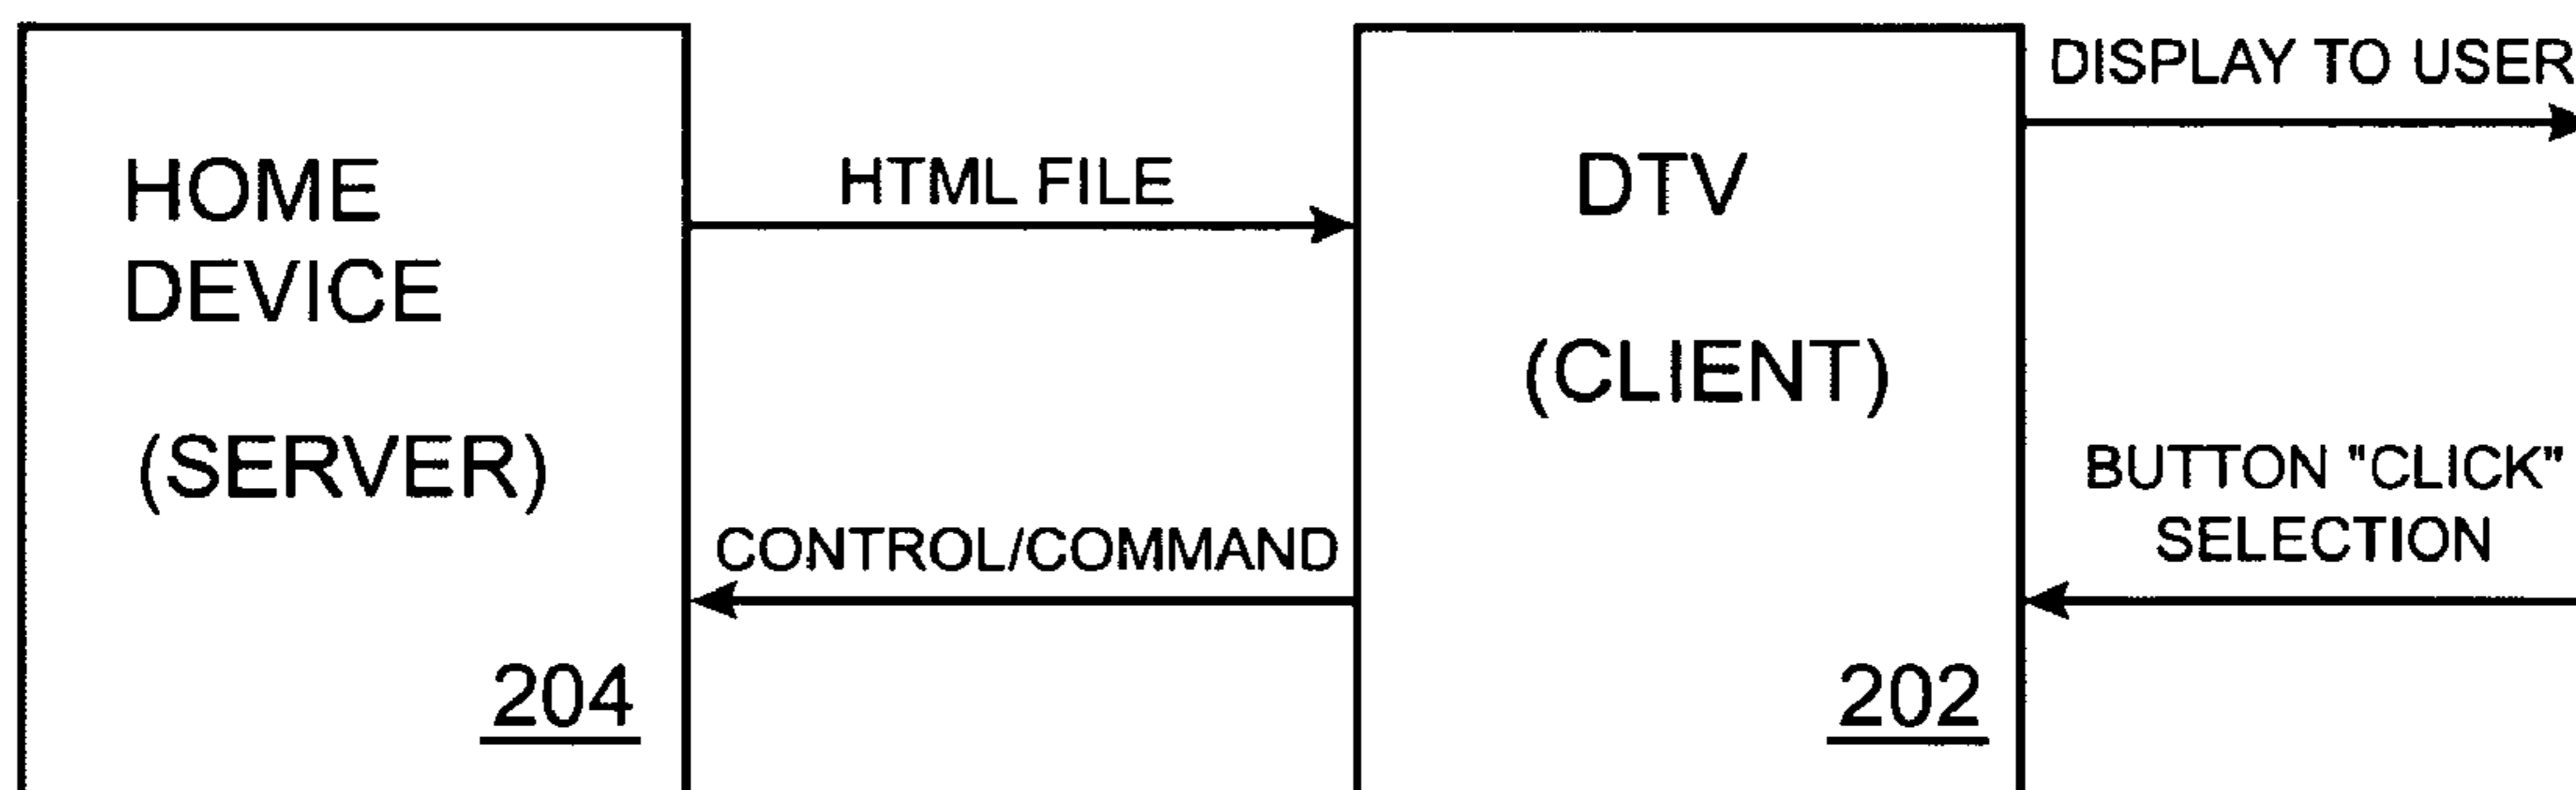 HOME
DEVICE
(SERVER)
204
HTML FILE
CONTROL/COMMAND
DTV
(CLIENT)
202
DISPLAY TO USER
BUTTON "CLICK"
SELECTION